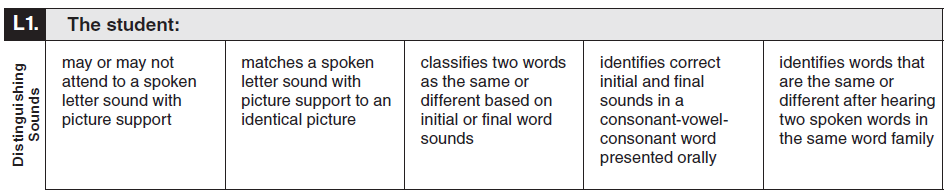 L1.
The student:
Distinguishing
Sounds
may or may not
attend to a spoken
letter sound with
picture support
matches a spoken
letter sound with
picture support to an
identical picture
classifies two words
as the same or
different based on
initial or final word
sounds
identifies correct
initial and final
sounds in a
consonant-vowel-
consonant word
presented orally
identifies words that
are the same or
different after hearing
two spoken words in
the same word family